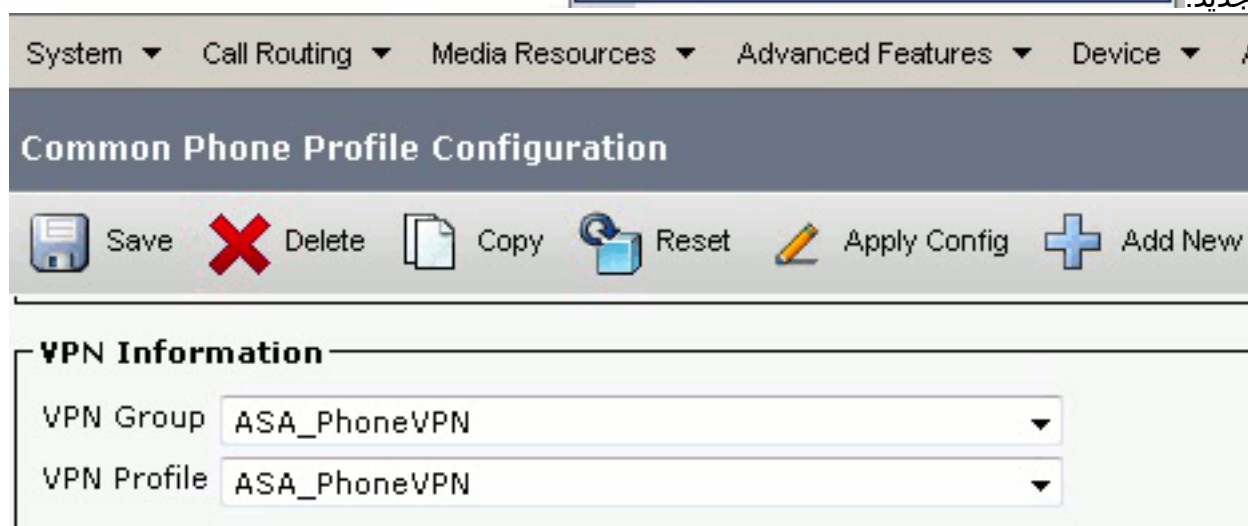 جديد.
System Call Routing Media Resources Advanced Features Device
Common Phone Profile Configuration
Save Delete Copy Reset Apply Config Add New
VPN Information
VPN Group ASA_PhoneVPN
VPN Profile ASA_PhoneVPN